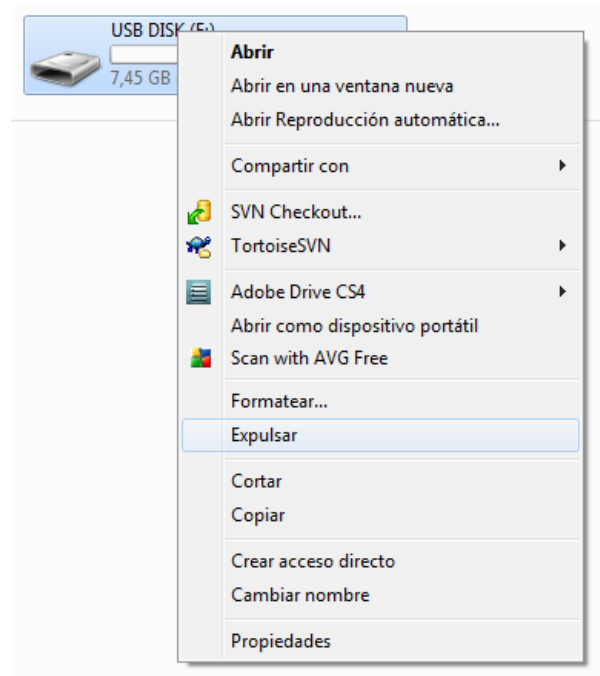 USB DISK (F:)
7,45 GB
Abrir
Abrir en una ventana nueva
Abrir Reproducción automática...
Compartir con
SVN Checkout...
TortoiseSVN
Adobe Drive CS4
Abrir como dispositivo portátil
Scan with AVG Free
Formatear...
Expulsar
Cortar
Copiar
Crear acceso directo
Cambiar nombre
Propiedades